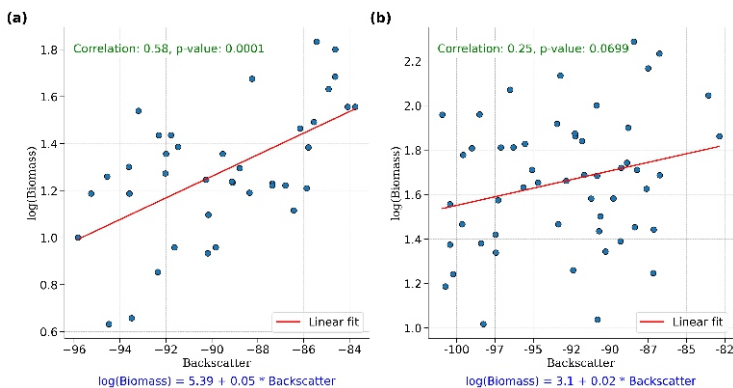 (a)
Correlation: 0.58, p-value: 0.0001
1.8
1.6
1.4
1.2
1.0
0.8
0.6
log(Biomass)
-96 -94 -92 -90 -88 -86 -84
Backscatter
Linear fit
log(Biomass) = 5.39 + 0.05 * Backscatter
(b)
Correlation: 0.25, p-value: 0.0699
2.2
2.0
1.8
1.6
1.4
1.2
1.0
log(Biomass)
-100 -97 -95 -92 -90 -87 -85 -82
Backscatter
Linear fit
log(Biomass) = 3.1 + 0.02 * Backscatter